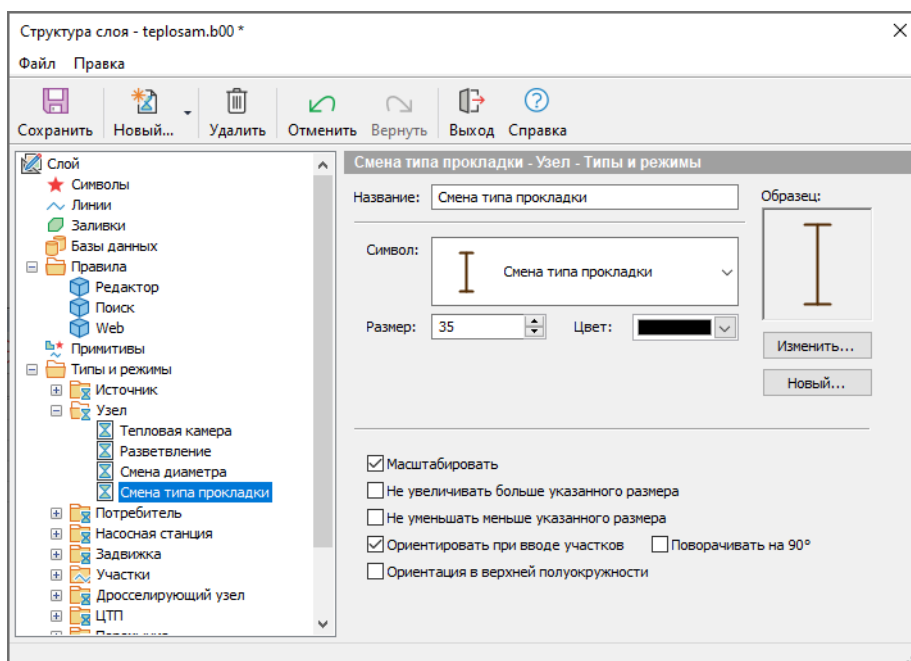 Структура слоя - teplosam.b00 *
Файл Правка
Сохранить Новый... Удалить Отменить Вернуть Выход Справка
Слой
Символы
Линии
Заливки
Базы данных
Правила
Редактор
Поиск
Web
Примитивы
Типы и режимы
Источник
Узел
Тепловая камера
Разветвление
Смена диаметра
Смена типа прокладки
Потребитель
Насосная станция
Задвижка
Участки
Дросселирующий узел
ЦТП
Смена типа прокладки - Узел - Типы и режимы
Название: Смена типа прокладки
Образец:
Символ: Смена типа прокладки
Размер: 35 Цвет:
Изменить...
Новый...
Масштабировать
Не увеличивать больше указанного размера
Не уменьшать меньше указанного размера
Ориентировать при вводе участков Поворачивать на 90°
Ориентация в верхней полуокружности